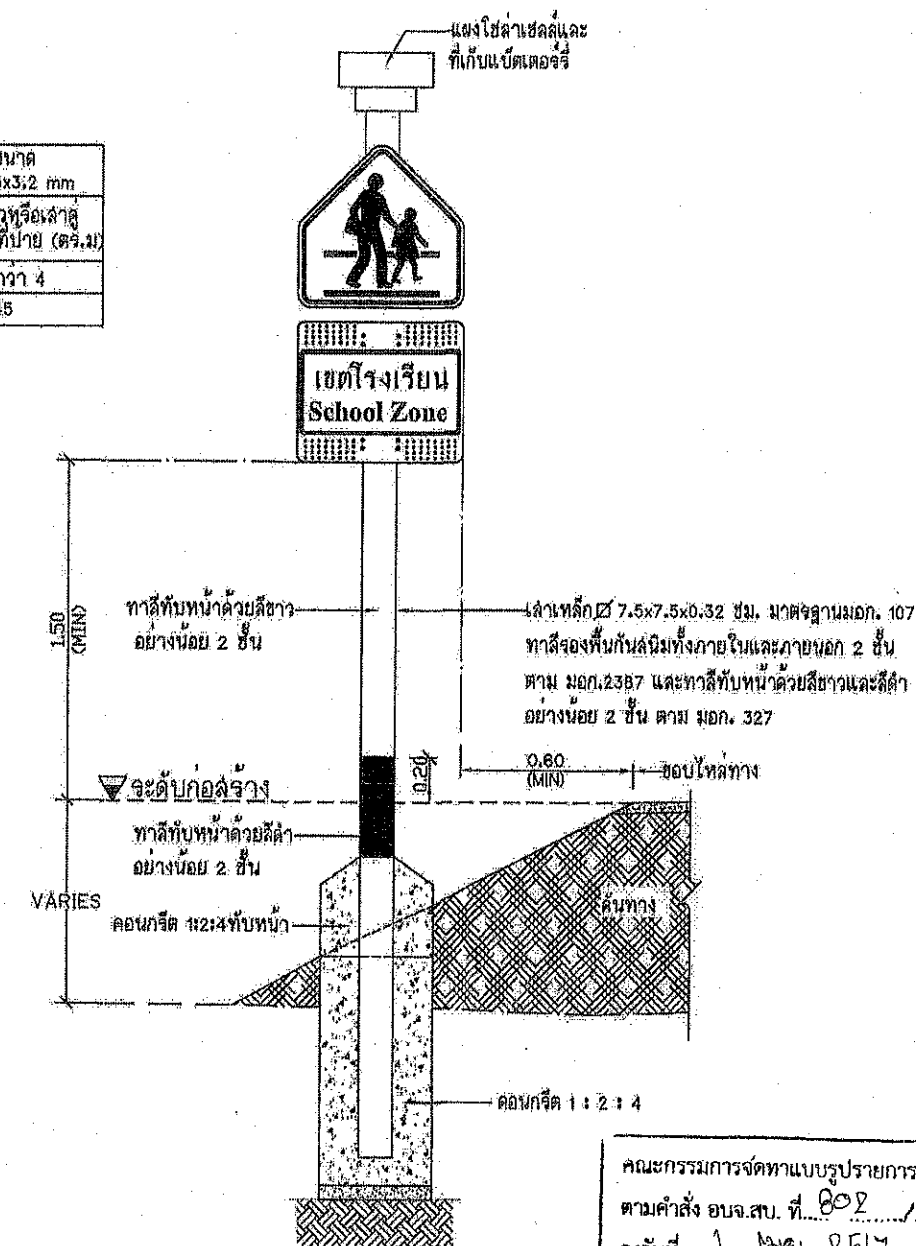 แผงโซล่าเซลล์และ
ที่เก็บแบ็ตเตอร์รี่
ขนาด
x3.2 mm
ที่ป้าย (ตร.ม)
กว่า 4
เขตโรงเรียน
School Zone
1.50
(MIN)
ทาสีทับหน้าด้วยสีขาว
อย่างน้อย 2 ชั้น
เสาเหล็ก 7.5x7.5x0.32 ซม. มาตรฐานมอก. 107
ทาสีรองพื้นกันสนิมทั้งภายในและภายนอก 2 ชั้น
ตาม มอก.2387 และทาสีทับหน้าด้วยสีขาวและสีดำ
อย่างน้อย 2 ชั้น ตาม มอก. 327
0.20
0.60
(MIN)
ขอบไหล่ทาง
ระดับก่อสร้าง
ทาสีทับหน้าด้วยสีดำ
อย่างน้อย 2 ชั้น
VARIES
คอนกรีต 1:2:4ทับหน้า
คันทาง
คอนกรีต 1 : 2 : 4
คณะกรรมการจัดทำแบบรูปรายการ
ตามคำสั่ง อบจ.สบ. ที่ 802 /